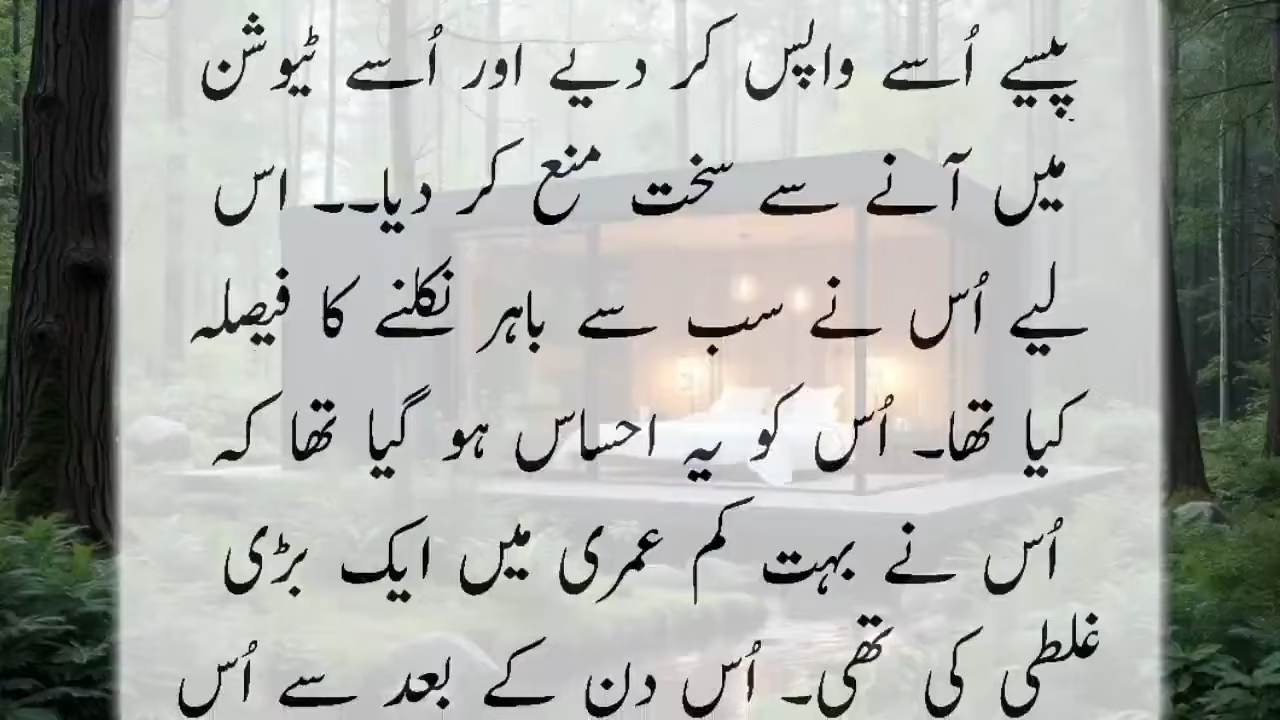 پیسے اُسے واپس کر دیے اور اُسے ٹیوشن
میں آنے سے سخت منع کر دیا۔۔ اس
لیے اُس نے سب سے باہر نکلنے کا فیصلہ
کیا تھا۔ اُس کو یہ احساس ہو گیا تھا کہ
اُس نے بہت کم عمری میں ایک بڑی
غلطی کی تھی۔ اُس دن کے بعد سے اُس